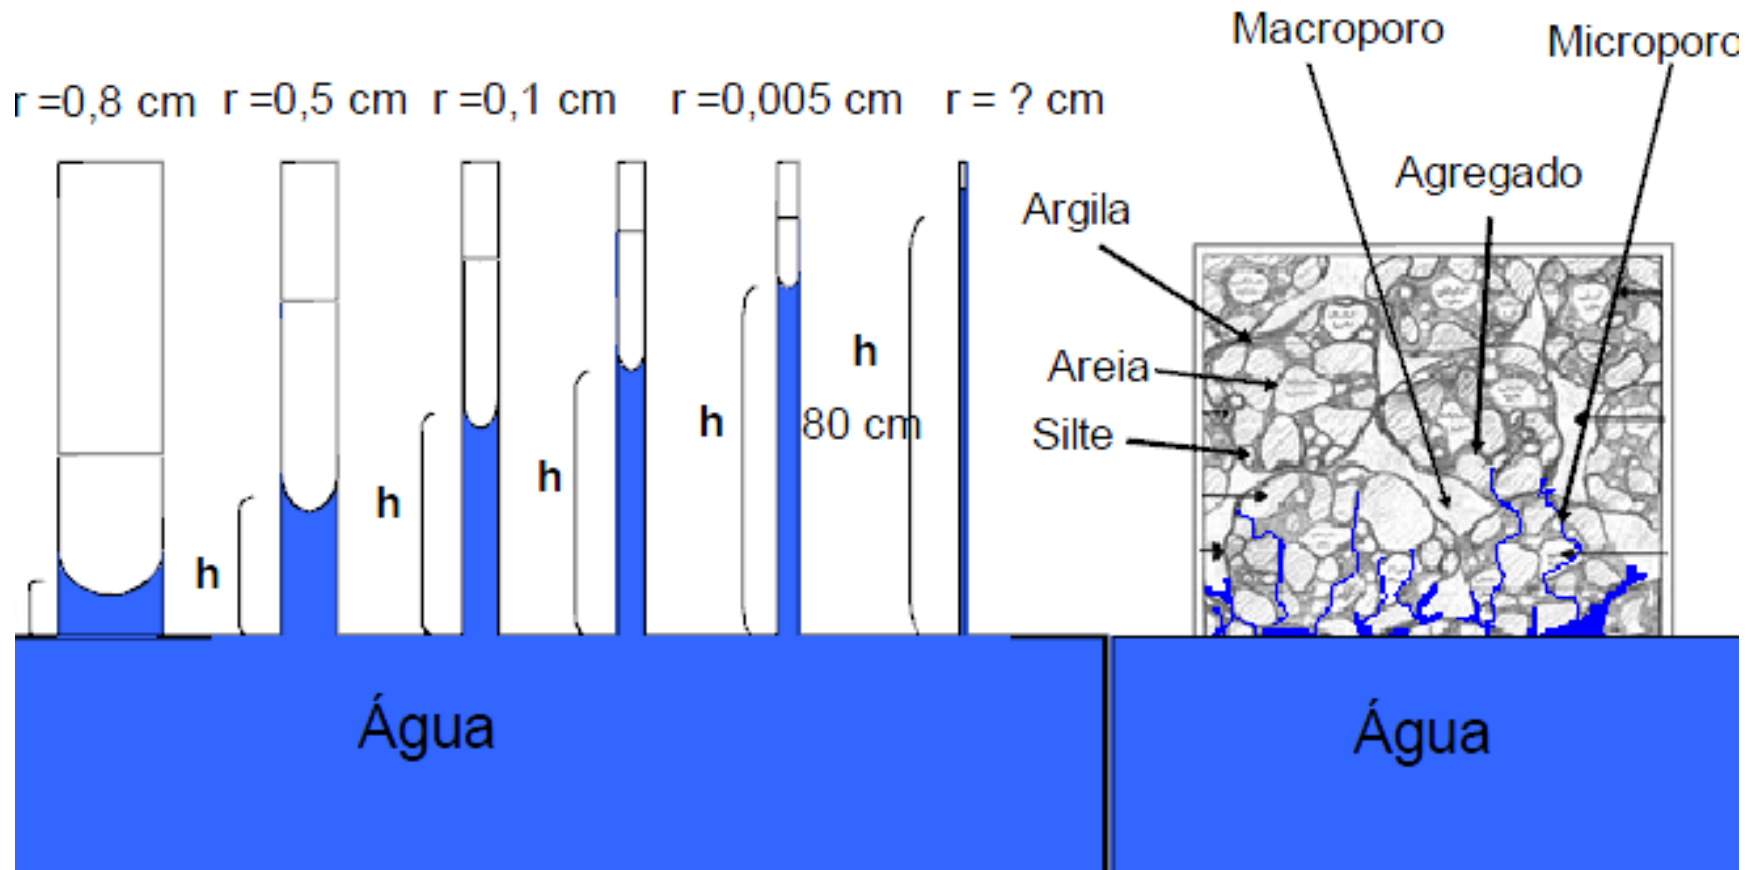 r =0,8 cm
r =0,5 cm
r =0,1 cm
r =0,005 cm
r = ? cm
h
h
h
h
80 cm
h
Água
Macroporo
Microporo
Agregado
Argila
Areia
Silte
Água